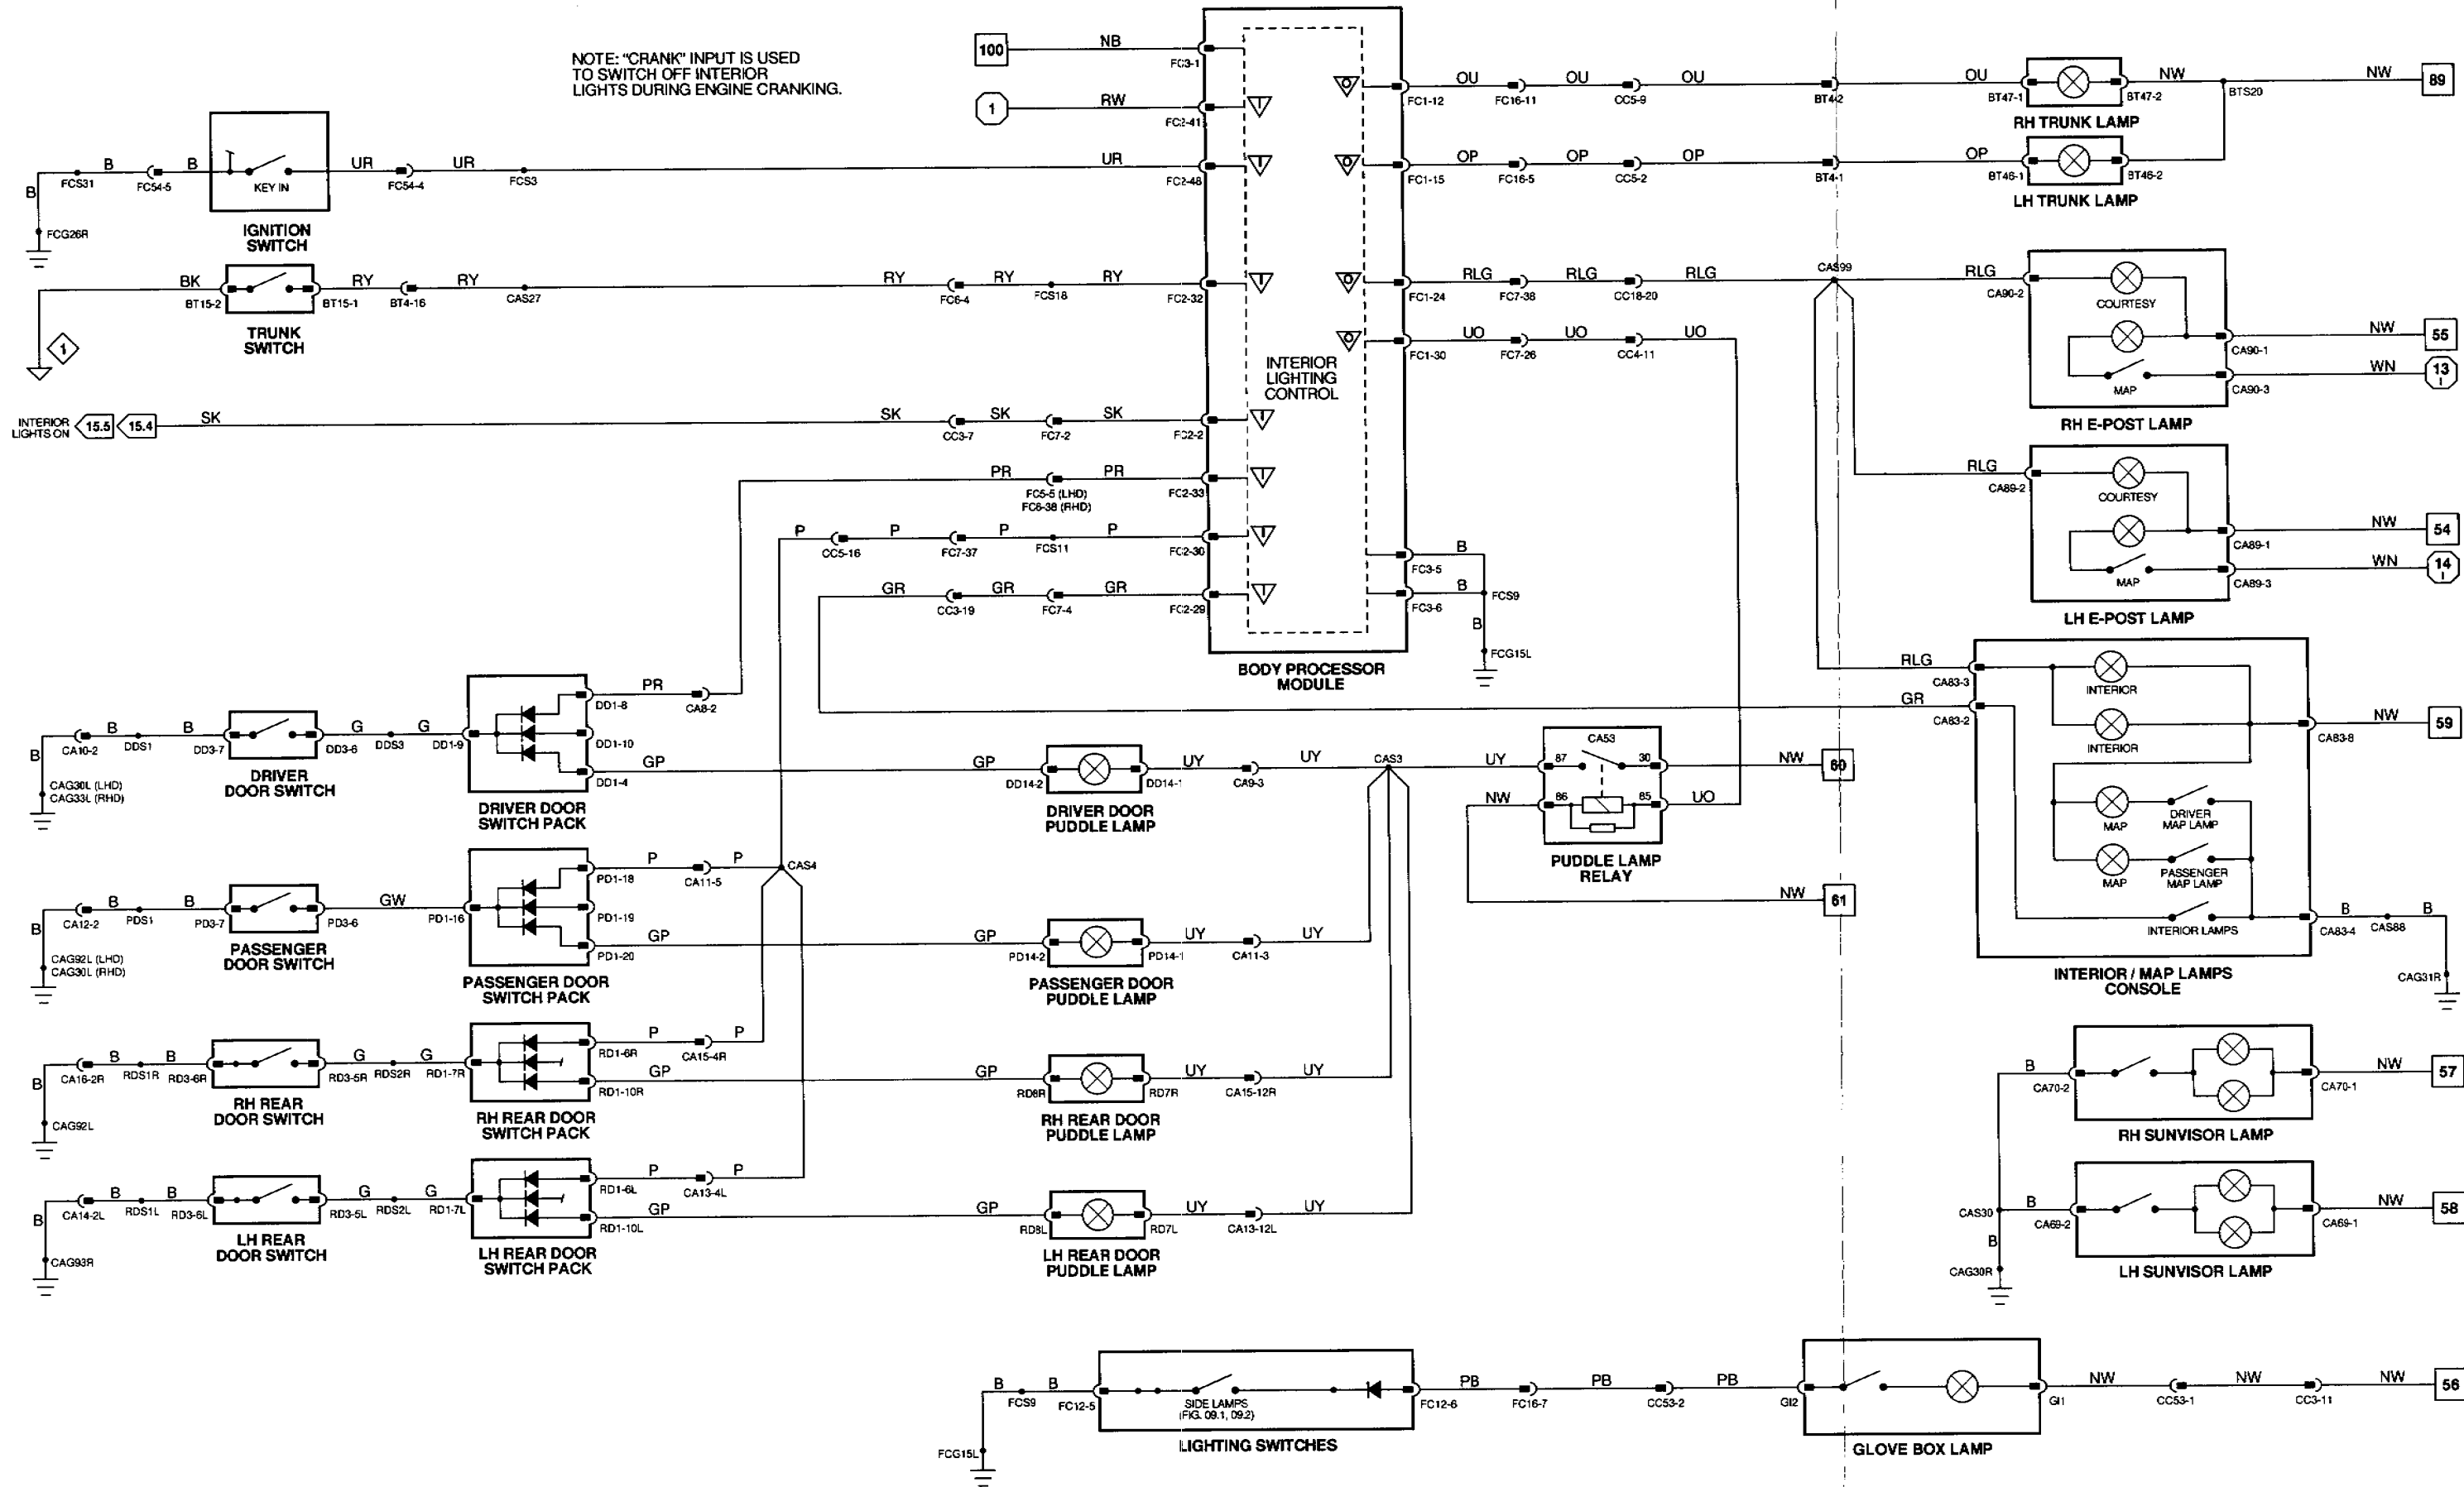 NOTE: "CRANK" INPUT IS USED
TO SWITCH OFF INTERIOR
LIGHTS DURING ENGINE CRANKING.
100 NB FC3-1
1 RW FC2-41
FCS31 B FC54-5 B KEY IN UR FC54-4 UR FCS3 UR FC2-48
B FCG26R
IGNITION
SWITCH
BK BT15-2 BT15-1 RY BT4-16 RY CAS27 RY FC6-4 RY FCS18 RY FC2-32
TRUNK
SWITCH
1
INTERIOR
LIGHTS ON
15.5 15.4 SK SK CC3-7 SK FC7-2 SK FC2-2
PR FC5-5 (LHD)
FC6-38 (RHD)
PR FC2-33
P CC5-16 P FC7-37 P FCS11 P FC2-30
GR CC3-19 GR FC7-4 GR FC2-29
I I I I I I I
O O O O
INTERIOR
LIGHTING
CONTROL
BODY PROCESSOR
MODULE
FC1-12 OU FC16-11 OU CC5-9 OU BT4-2 OU BT47-1 BT47-2 NW BTS20 NW 89
RH TRUNK LAMP
FC1-15 OP FC16-5 OP CC5-2 OP BT4-1 OP BT46-1 BT46-2
LH TRUNK LAMP
FC1-24 RLG FC7-38 RLG CC18-20 RLG CAS99 RLG CA90-2
COURTESY
CA90-1 NW 55
MAP
CA90-3 WN 13
I
RH E-POST LAMP
FC1-30 UO FC7-26 UO CC4-11 UO
RLG CA89-2
COURTESY
CA89-1 NW 54
MAP
CA89-3 WN 14
I
LH E-POST LAMP
FC3-5 B
FC3-6 B FCS9
B
FCG15L
RLG CA83-3
GR CA83-2
INTERIOR
INTERIOR
CA83-8 NW 59
MAP
DRIVER
MAP LAMP
MAP
PASSENGER
MAP LAMP
INTERIOR LAMPS
CA83-4 B CAS88 B
CAG31R
INTERIOR / MAP LAMPS
CONSOLE
B CA10-2 B DDS1 B DD3-7 DD3-6 G DDS3 G DD1-9
CAG30L (LHD)
CAG33L (RHD)
DRIVER
DOOR SWITCH
DD1-8 PR CA8-2
DD1-10
DD1-4 GP GP DD14-2 DD14-1 UY CA9-3 UY CAS3 UY
DRIVER DOOR
SWITCH PACK
DRIVER DOOR
PUDDLE LAMP
CA53
87 30 NW 60
NW 86 85 UO
PUDDLE LAMP
RELAY
NW 61
B CA12-2 B PDS1 B PD3-7 PD3-6 GW PD1-16
CAG92L (LHD)
CAG30L (RHD)
PASSENGER
DOOR SWITCH
PD1-18 P CA11-5 P CAS4
PD1-19
PD1-20 GP GP PD14-2 PD14-1 UY CA11-3 UY
PASSENGER DOOR
SWITCH PACK
PASSENGER DOOR
PUDDLE LAMP
B CA16-2R B RDS1R B RD3-6R RD3-5R G RDS2R G RD1-7R
CAG92L
RH REAR
DOOR SWITCH
RD1-6R P CA15-4R P
RD1-10R GP GP RD8R RD7R UY CA15-12R UY
RH REAR DOOR
SWITCH PACK
RH REAR DOOR
PUDDLE LAMP
B CA70-2 CA70-1 NW 57
RH SUNVISOR LAMP
B CA14-2L B RDS1L B RD3-6L RD3-5L G RDS2L G RD1-7L
CAG93R
LH REAR
DOOR SWITCH
RD1-6L P CA13-4L P
RD1-10L GP GP RD8L RD7L UY CA13-12L UY
LH REAR DOOR
SWITCH PACK
LH REAR DOOR
PUDDLE LAMP
CAS30 B CA69-2 CA69-1 NW 58
B
CAG30R
LH SUNVISOR LAMP
B FCS9 B FC12-5
SIDE LAMPS
(FIG. 09.1, 09.2)
FC12-6 PB FC16-7 PB CC53-2 PB GI2 GI1 NW CC53-1 NW CC3-11 NW 56
FCG15L
LIGHTING SWITCHES
GLOVE BOX LAMP